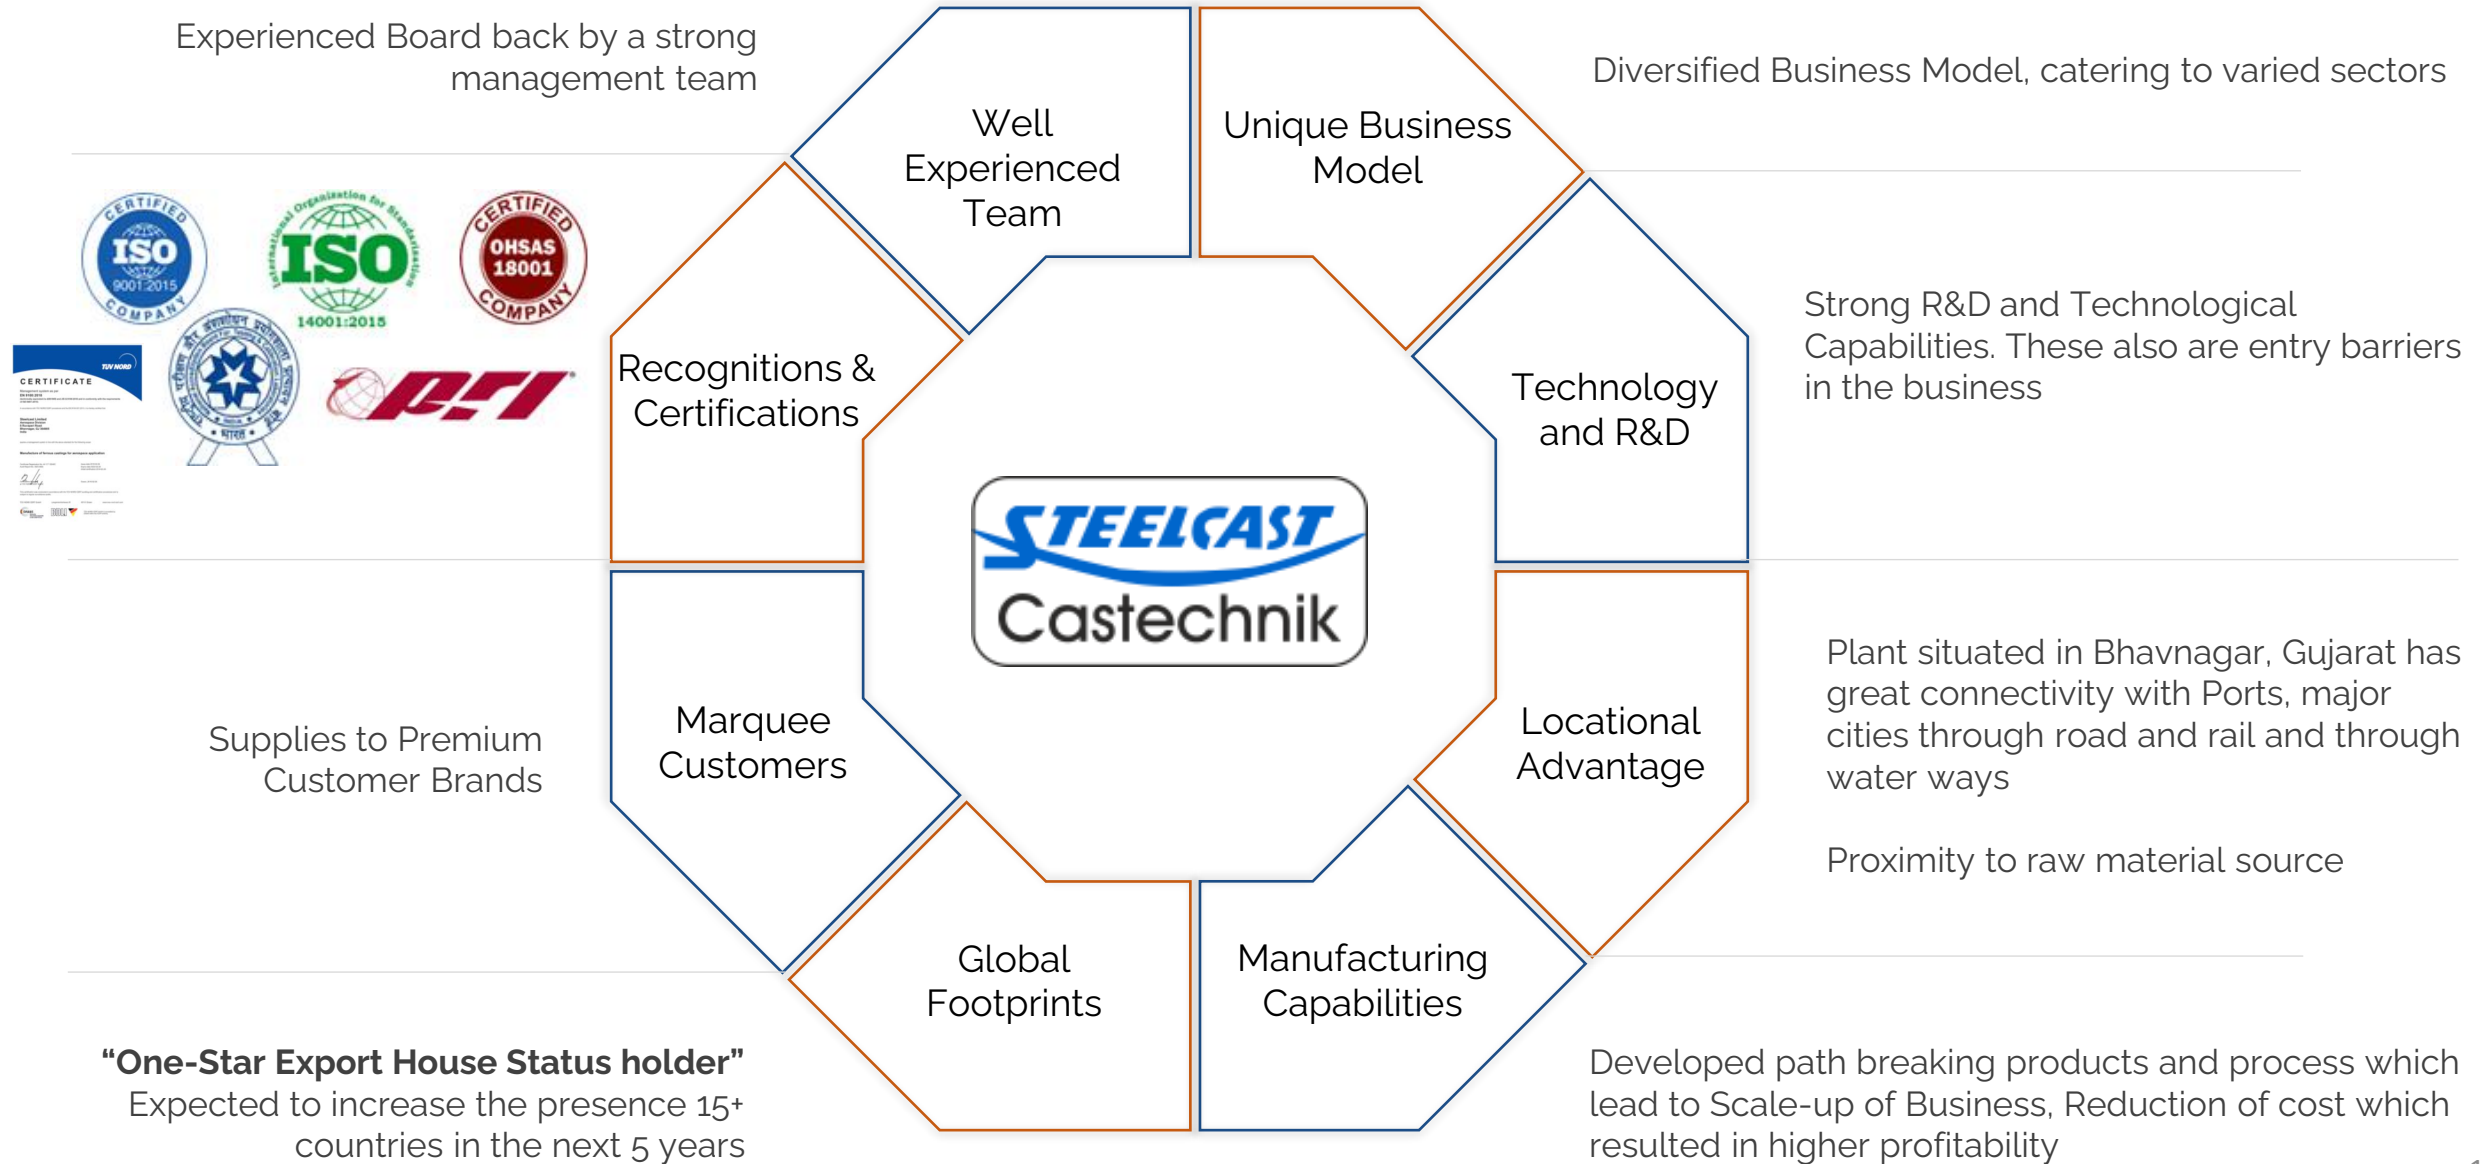 Experienced Board back by a strong
management team
Well
Experienced
Team
Unique Business
Model
Diversified Business Model, catering to varied sectors
CERTIFIED
ISO
9001:2015
COMPANY
International Organization for Standardization
ISO
14001:2015
CERTIFIED
OHSAS
18001
COMPANY
TUV NORD
CERTIFICATE
भारत
PRI
Recognitions &
Certifications
Technology
and R&D
Strong R&D and Technological
Capabilities. These also are entry barriers
in the business
STEELCAST
Castechnik
Supplies to Premium
Customer Brands
Marquee
Customers
Locational
Advantage
Plant situated in Bhavnagar, Gujarat has
great connectivity with Ports, major
cities through road and rail and through
water ways
Proximity to raw material source
Global
Footprints
Manufacturing
Capabilities
“One-Star Export House Status holder”
Expected to increase the presence 15+
countries in the next 5 years
Developed path breaking products and process which
lead to Scale-up of Business, Reduction of cost which
resulted in higher profitability